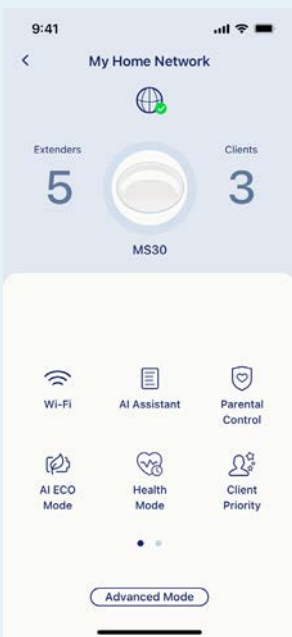 9:41
My Home Network
Extenders
Clients
5
3
MS30
Wi-Fi
AI Assistant
Parental
Control
AI ECO
Mode
Health
Mode
Client
Priority
Advanced Mode